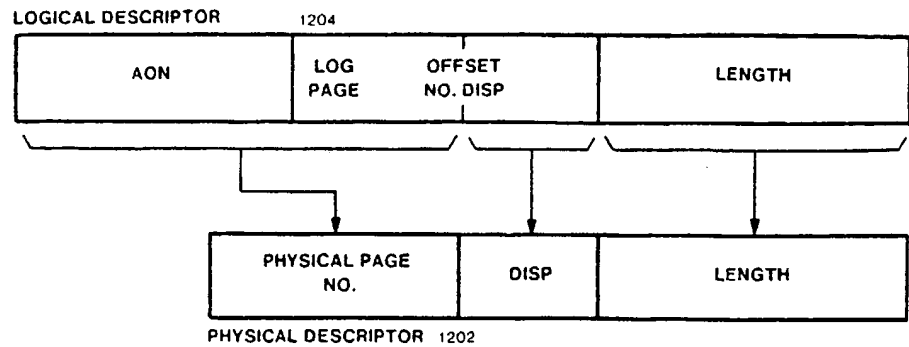 LOGICAL DESCRIPTOR 1204
AON
LOG OFFSET
PAGE NO. DISP
LENGTH
PHYSICAL PAGE
NO.
DISP
LENGTH
PHYSICAL DESCRIPTOR 1202